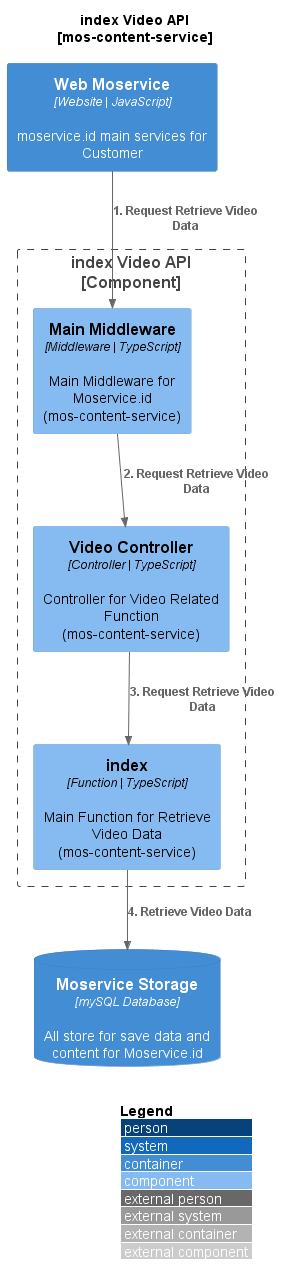 index Video API
[mos-content-service]
Web Moservice
[Website | JavaScript]
moservice.id main services for
Customer
1. Request Retrieve Video
Data
index Video API
[Component]
Main Middleware
[Middleware | TypeScript]
Main Middleware for
Moservice.id
(mos-content-service)
2. Request Retrieve Video
Data
Video Controller
[Controller | TypeScript]
Controller for Video Related
Function
(mos-content-service)
3. Request Retrieve Video
Data
index
[Function | TypeScript]
Main Function for Retrieve
Video Data
(mos-content-service)
4. Retrieve Video Data
Moservice Storage
[mySQL Database]
All store for save data and
content for Moservice.id
Legend
person
system
container
component
external person
external system
external container
external component